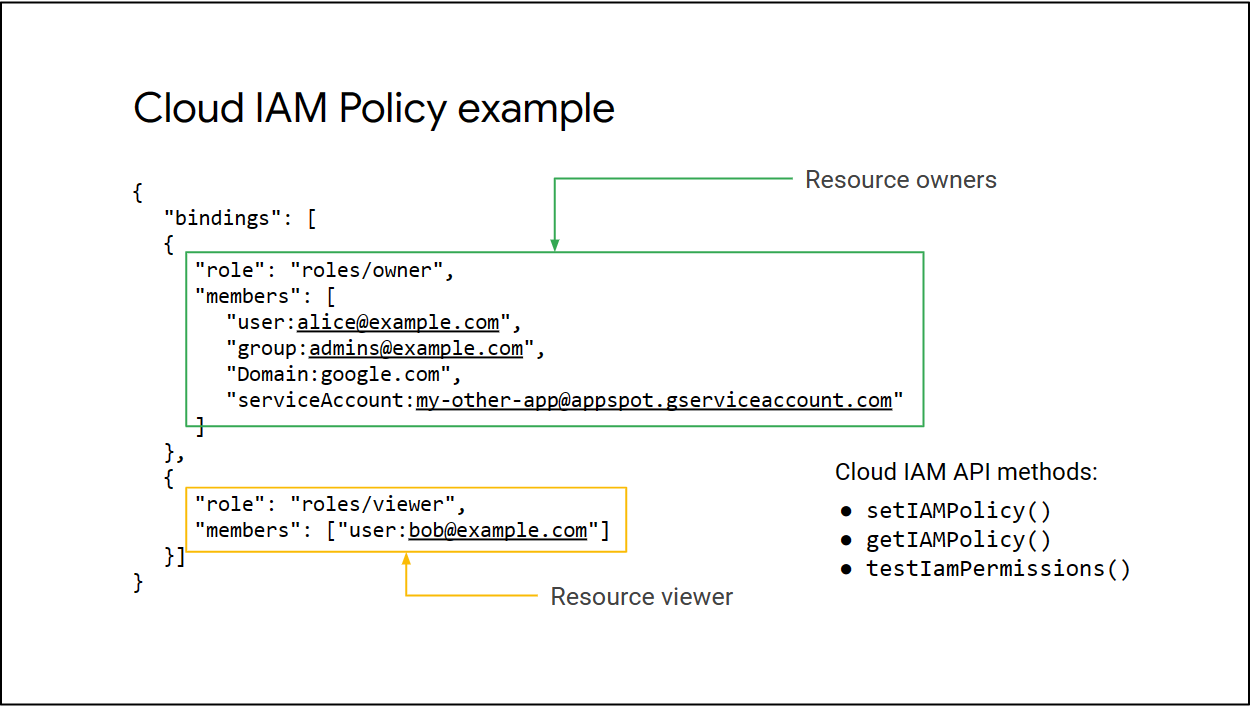 Cloud IAM Policy example
Resource owners
{
"bindings": [
{
"role": "roles/owner",
"members": [
"user:alice@example.com",
"group:admins@example.com",
"Domain:google.com",
"serviceAccount:my-other-app@appspot.gserviceaccount.com"
]
},
{
"role": "roles/viewer",
"members": ["user:bob@example.com"]
}]
}
Resource viewer
Cloud IAM API methods:
● setIAMPolicy()
● getIAMPolicy()
● testIamPermissions()